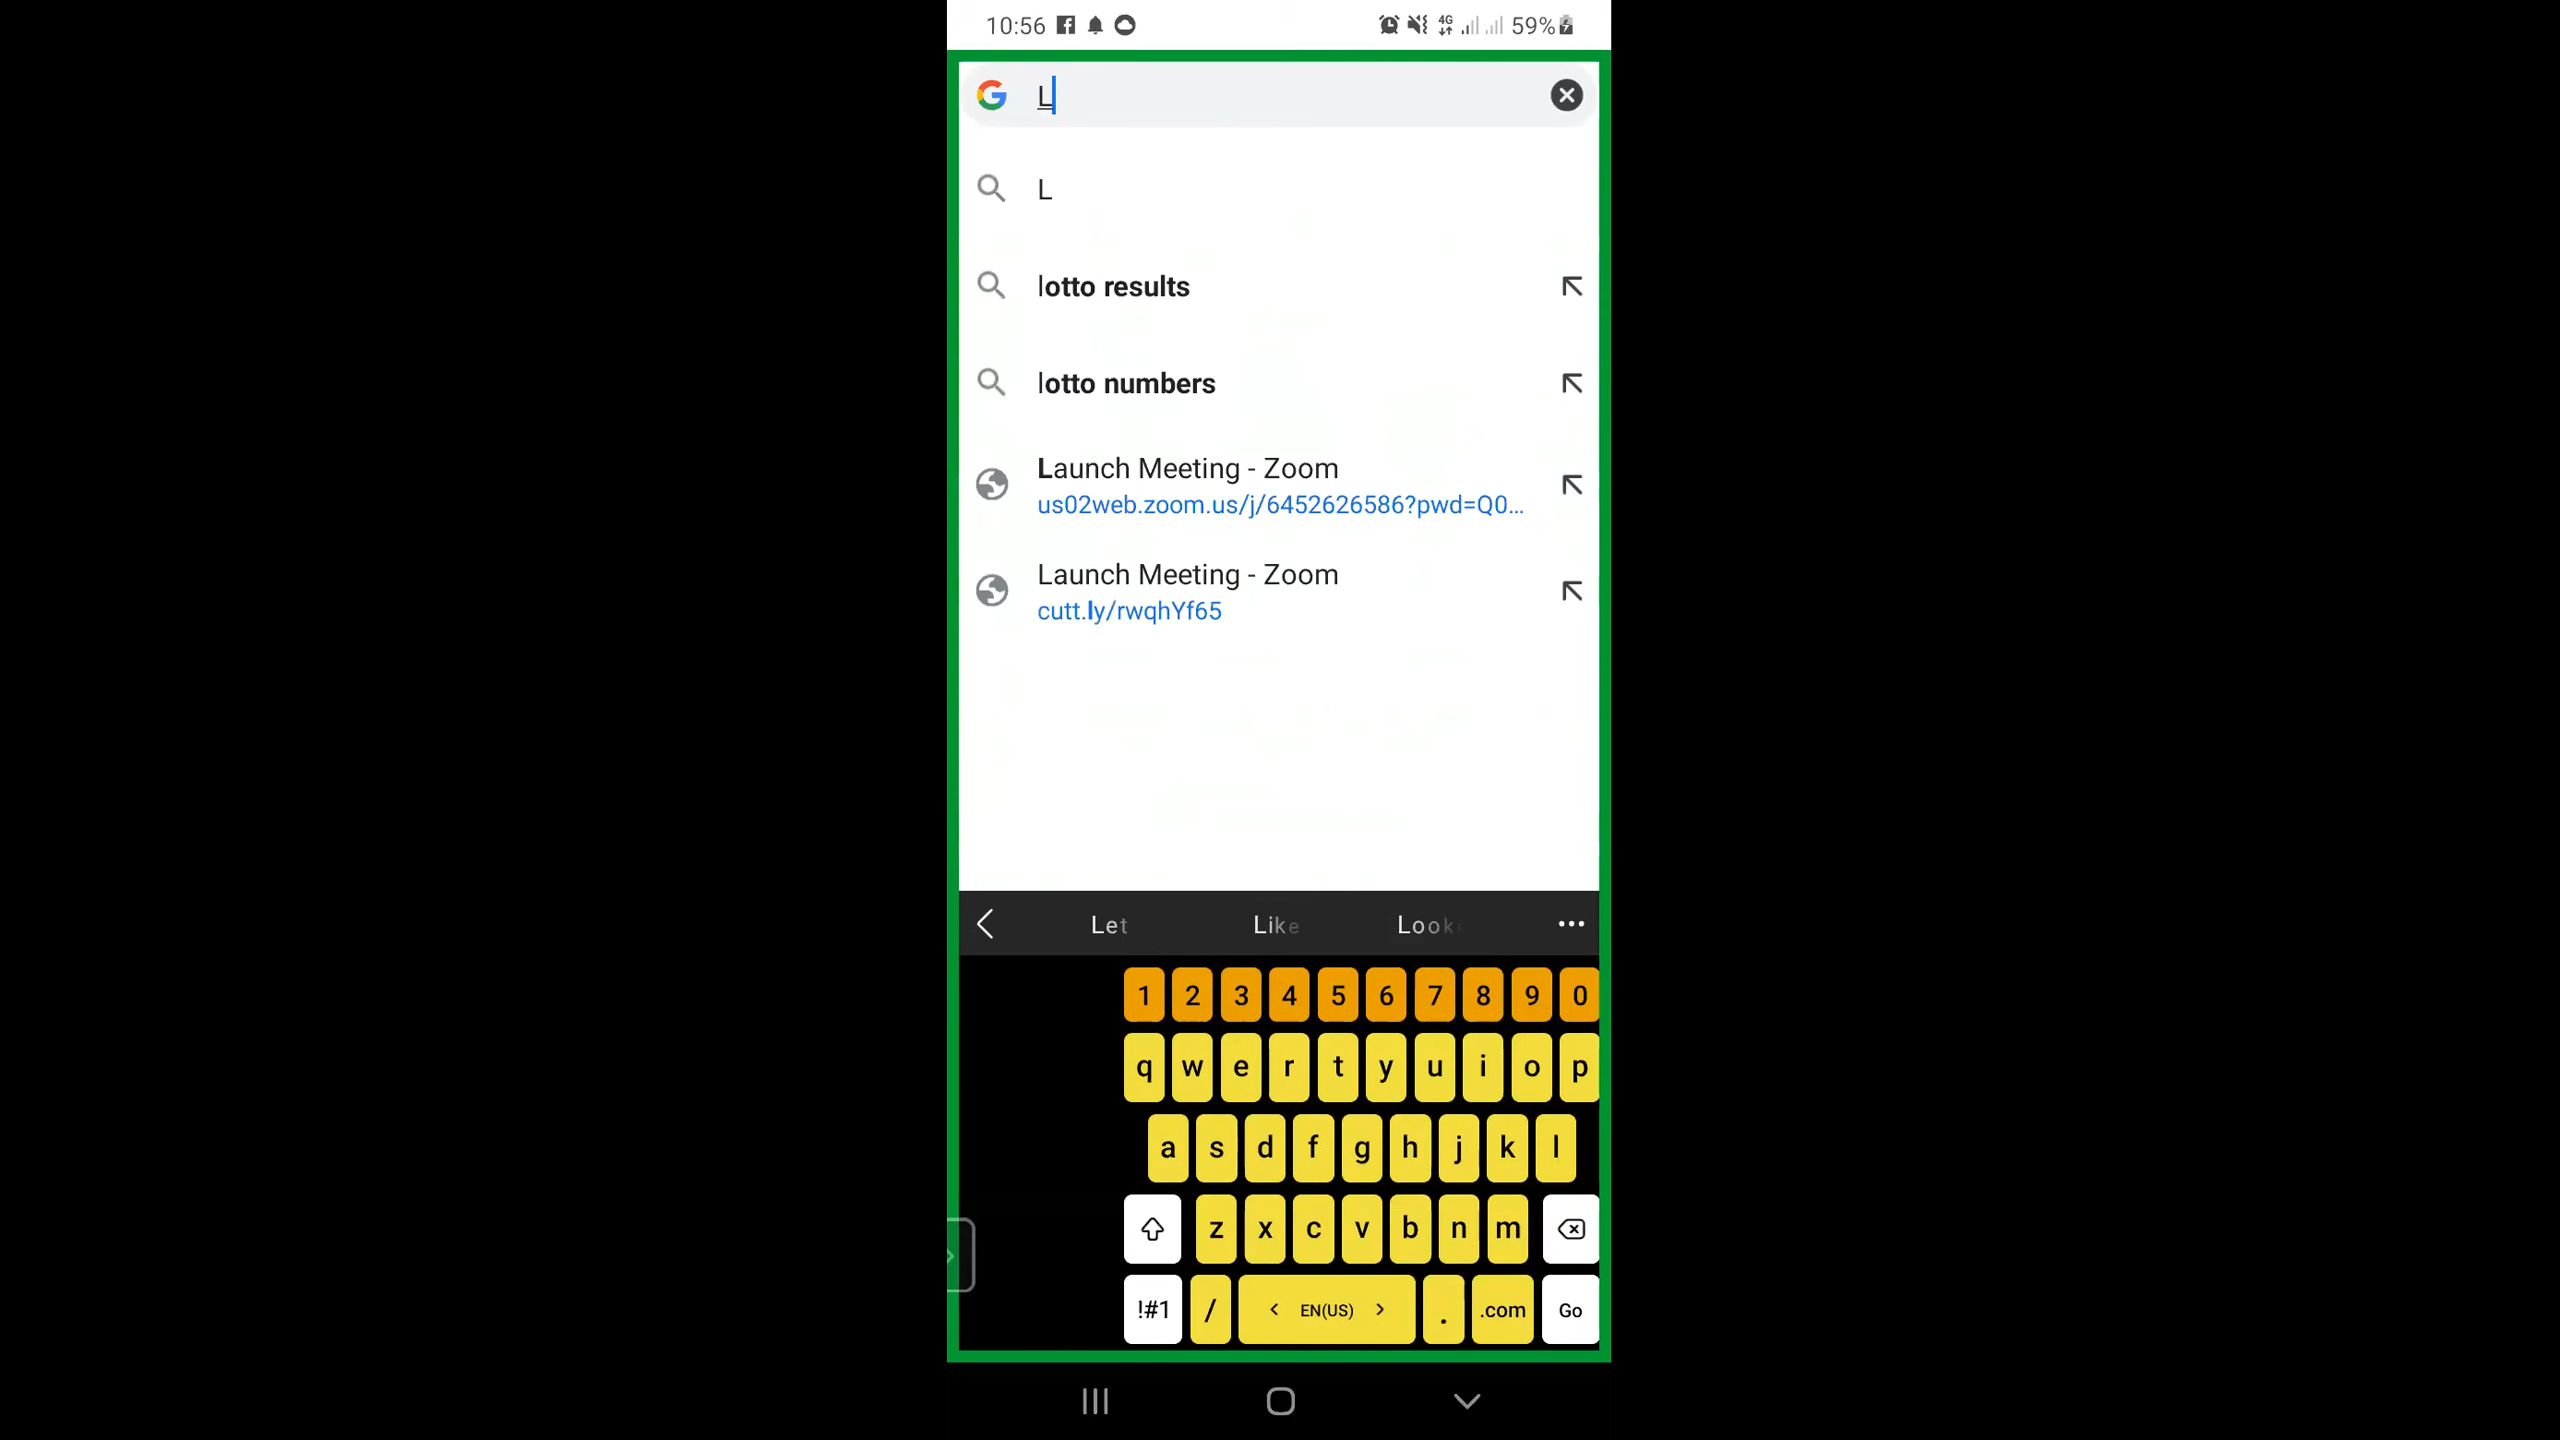 10:56 4G 59%
L
L
lotto results
lotto numbers
Launch Meeting - Zoom
us02web.zoom.us/j/6452626586?pwd=Q0...
Launch Meeting - Zoom
cutt.ly/rwqhYf65
Let Like Look
1 2 3 4 5 6 7 8 9 0
q w e r t y u i o p
a s d f g h j k l
z x c v b n m
!#1 / < EN(US) > . .com Go